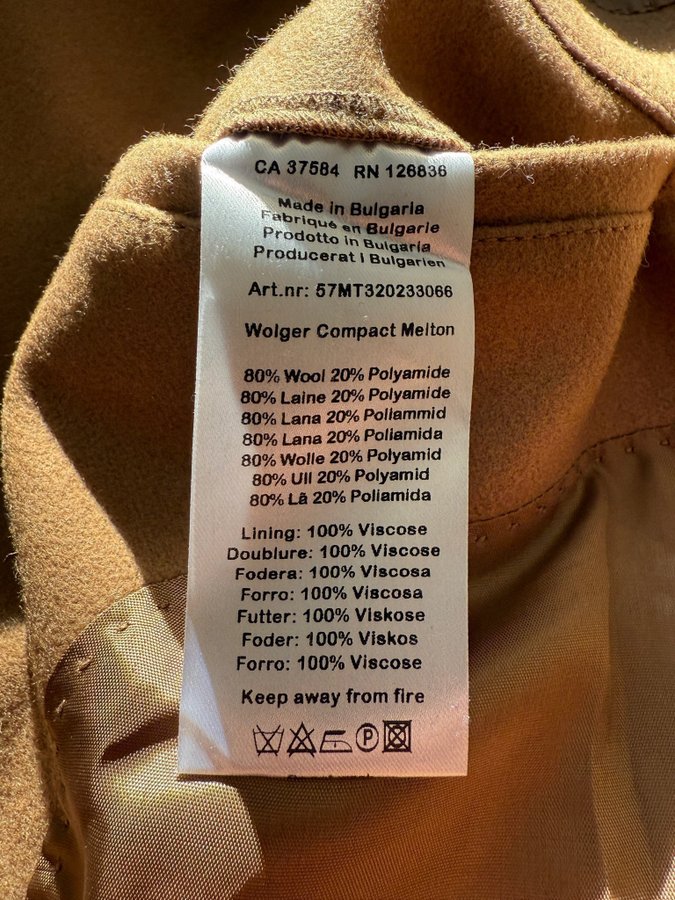 CA 37584 RN 126836
Made in Bulgaria
Fabriqué en Bulgarie
Prodotto in Bulgaria
Producerat I Bulgarien
Art.nr: 57MT320233066
Wolger Compact Melton
80% Wool 20% Polyamide
80% Laine 20% Polyamide
80% Lana 20% Poliammid
80% Lana 20% Poliamida
80% Wolle 20% Polyamid
80% Ull 20% Polyamid
80% Lã 20% Poliamida
Lining: 100% Viscose
Doublure: 100% Viscose
Fodera: 100% Viscosa
Forro: 100% Viscosa
Futter: 100% Viskose
Foder: 100% Viskos
Forro: 100% Viscose
Keep away from fire
P